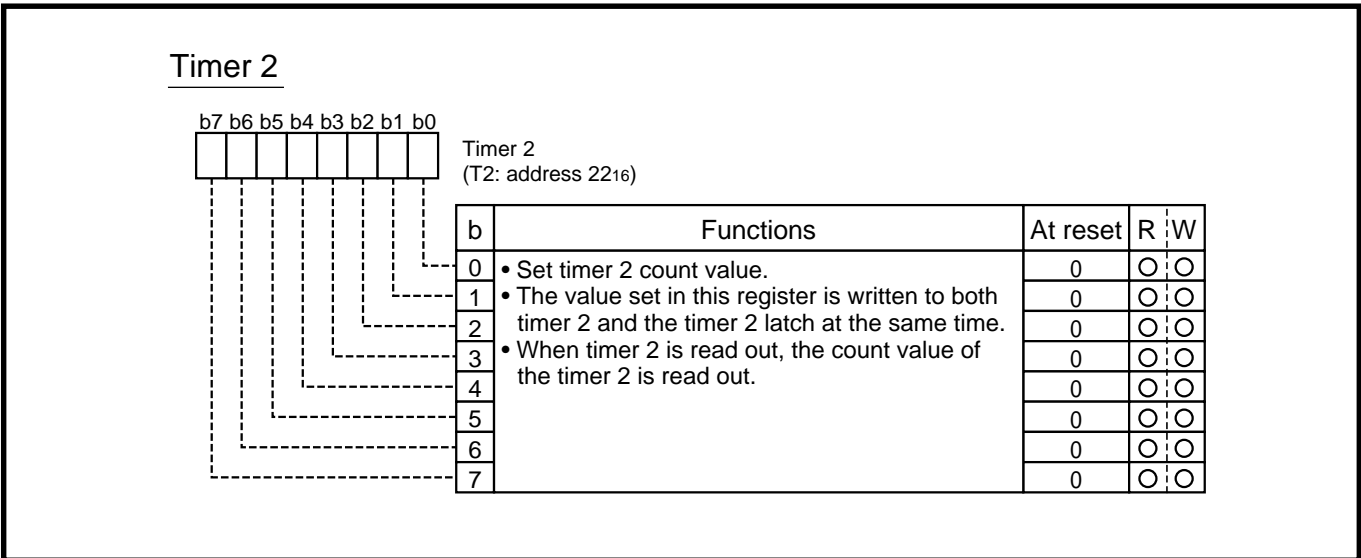 Timer 2
b7 b6 b5 b4 b3 b2 b1 b0
Timer 2
(T2: address 2216)
b Functions At reset R W
0 • Set timer 2 count value. 0 ○ ○
1 • The value set in this register is written to both 0 ○ ○
2 timer 2 and the timer 2 latch at the same time. 0 ○ ○
3 • When timer 2 is read out, the count value of 0 ○ ○
4 the timer 2 is read out. 0 ○ ○
5 0 ○ ○
6 0 ○ ○
7 0 ○ ○